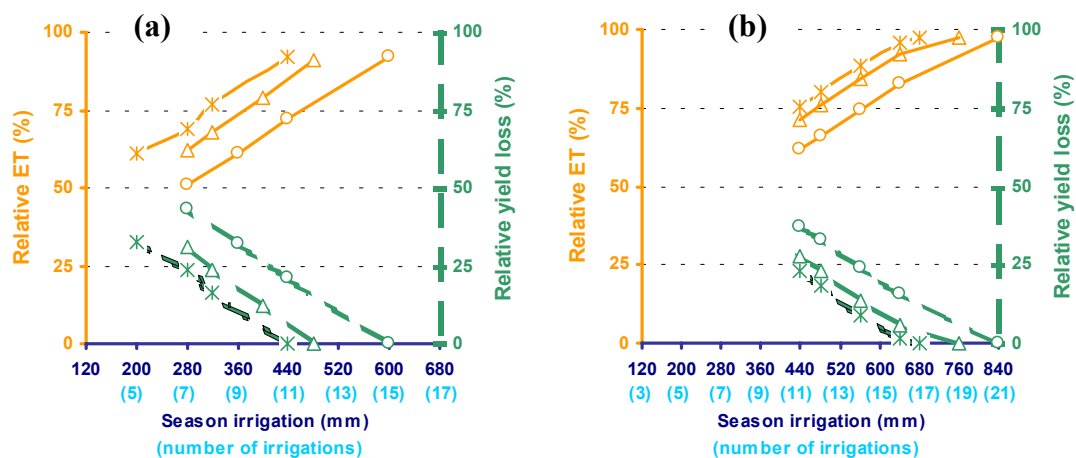 (a)
Relative ET (%)
100
75
50
25
0
100
75
50
25
0
Relative yield loss (%)
120 200 280 360 440 520 600 680
(5) (7) (9) (11) (13) (15) (17)
Season irrigation (mm)
(number of irrigations)
(b)
Relative ET (%)
100
75
50
25
0
100
75
50
25
0
Relative yield loss (%)
120 200 280 360 440 520 600 680 760 840
(3) (5) (7) (9) (11) (13) (15) (17) (19) (21)
Season irrigation (mm)
(number of irrigations)